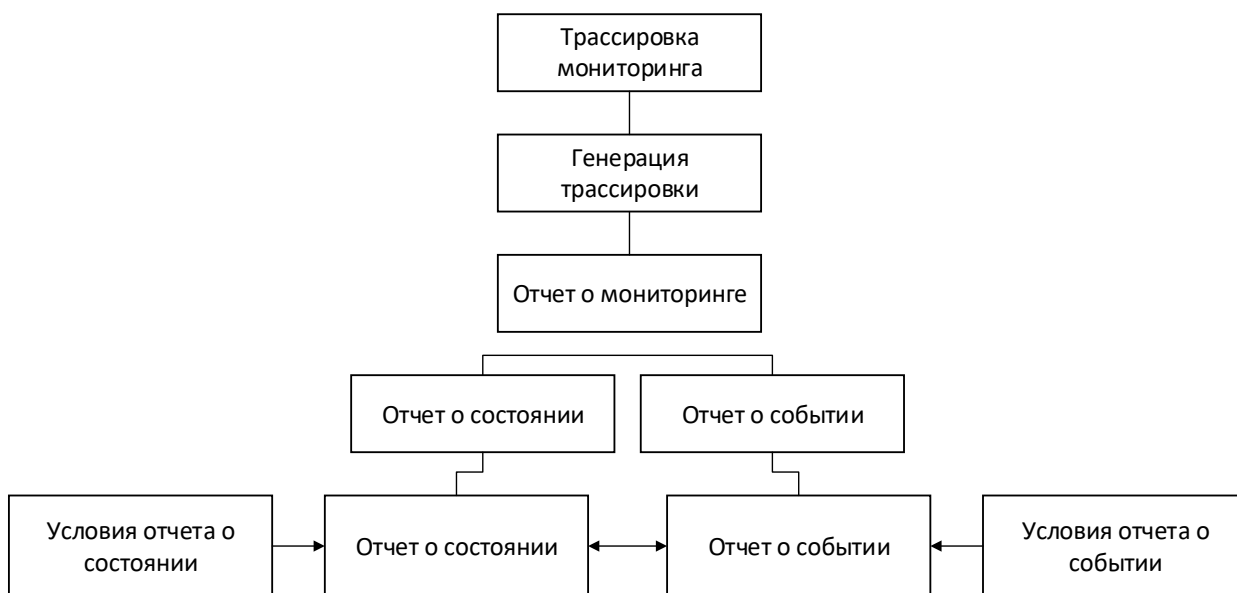 Трассировка
мониторинга
Генерация
трассировки
Отчет о мониторинге
Отчет о состоянии
Отчет о событии
Условия отчета о
состоянии
Отчет о состоянии
Отчет о событии
Условия отчета о
событии